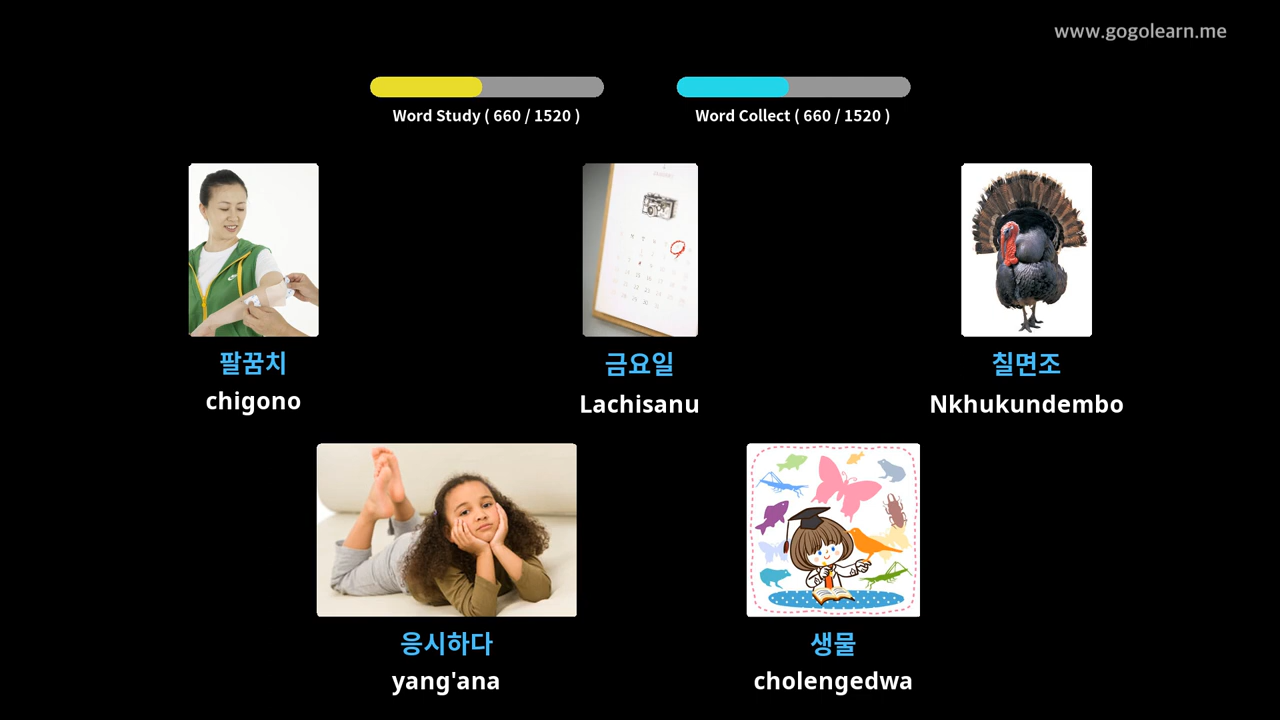 www.gogolearn.me
Word Study ( 660 / 1520 )
Word Collect ( 660 / 1520 )
팔꿈치
chigono
금요일
Lachisanu
칠면조
Nkhukundembo
응시하다
yang'ana
생물
cholengedwa